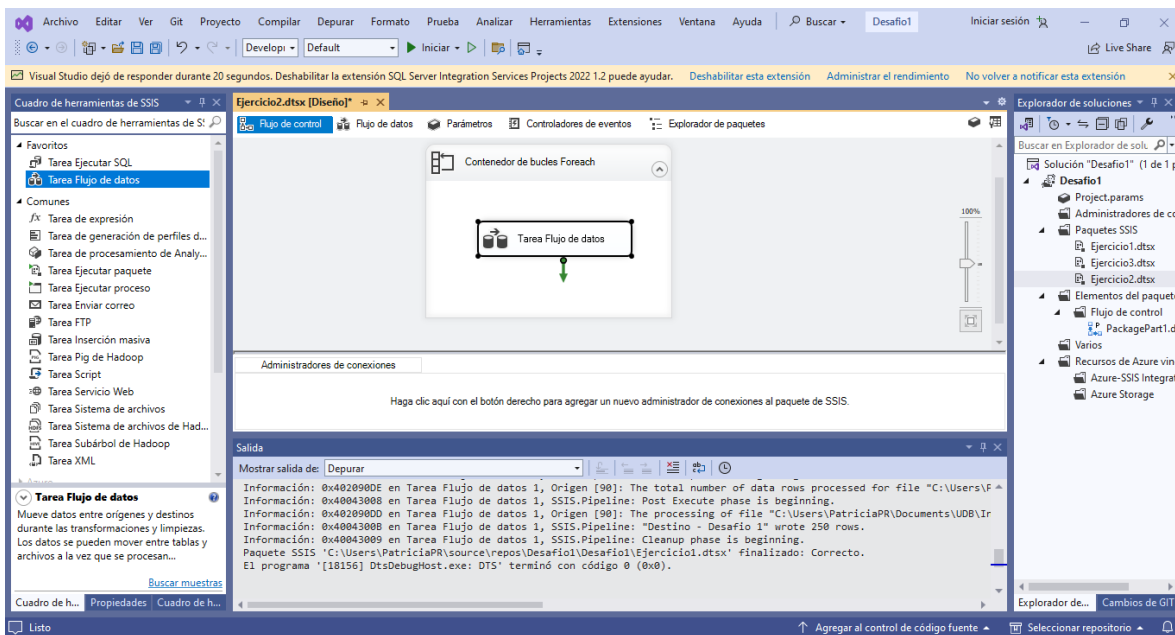 Archivo Editar Ver Git Proyecto Compilar Depurar Formato Prueba Analizar Herramientas Extensiones Ventana Ayuda Buscar Desafio1 Iniciar sesión
Developı Default Iniciar Live Share
Visual Studio dejó de responder durante 20 segundos. Deshabilitar la extensión SQL Server Integration Services Projects 2022 1.2 puede ayudar. Deshabilitar esta extensión Administrar el rendimiento No volver a notificar esta extensión
Cuadro de herramientas de SSIS
Buscar en el cuadro de herramientas de S
Favoritos
Tarea Ejecutar SQL
Tarea Flujo de datos
Comunes
Tarea de expresión
Tarea de generación de perfiles d...
Tarea de procesamiento de Analy...
Tarea Ejecutar paquete
Tarea Ejecutar proceso
Tarea Enviar correo
Tarea FTP
Tarea Inserción masiva
Tarea Pig de Hadoop
Tarea Script
Tarea Servicio Web
Tarea Sistema de archivos
Tarea Sistema de archivos de Had...
Tarea Subárbol de Hadoop
Tarea XML
Tarea Flujo de datos
Mueve datos entre orígenes y destinos
durante las transformaciones y limpiezas.
Los datos se pueden mover entre tablas y
archivos a la vez que se procesan...
Buscar muestras
Cuadro de h... Propiedades Cuadro de h...
Ejercicio2.dtsx [Diseño]*
Flujo de control Flujo de datos Parámetros Controladores de eventos Explorador de paquetes
Contenedor de bucles Foreach
Tarea Flujo de datos
100%
Administradores de conexiones
Haga clic aquí con el botón derecho para agregar un nuevo administrador de conexiones al paquete de SSIS.
Salida
Mostrar salida de: Depurar
Información: 0x402090DE en Tarea Flujo de datos 1, Origen [90]: The total number of data rows processed for file "C:\Users\P
Información: 0x40043008 en Tarea Flujo de datos 1, SSIS.Pipeline: Post Execute phase is beginning.
Información: 0x402090DD en Tarea Flujo de datos 1, Origen [90]: The processing of file "C:\Users\PatriciaPR\Documents\UDB\Ir
Información: 0x4004300B en Tarea Flujo de datos 1, SSIS.Pipeline: "Destino - Desafio 1" wrote 250 rows.
Información: 0x40043009 en Tarea Flujo de datos 1, SSIS.Pipeline: Cleanup phase is beginning.
Paquete SSIS 'C:\Users\PatriciaPR\source\repos\Desafio1\Desafio1\Ejercicio1.dtsx' finalizado: Correcto.
El programa '[18156] DtsDebugHost.exe: DTS' terminó con código 0 (0x0).
Explorador de soluciones
Buscar en Explorador de solu
Solución "Desafio1" (1 de 1 p
Desafio1
Project.params
Administradores de co
Paquetes SSIS
Ejercicio1.dtsx
Ejercicio3.dtsx
Ejercicio2.dtsx
Elementos del paquet
Flujo de control
PackagePart1.d
Varios
Recursos de Azure vin
Azure-SSIS Integrat
Azure Storage
Explorador de... Cambios de GIT
Listo Agregar al control de código fuente Seleccionar repositorio